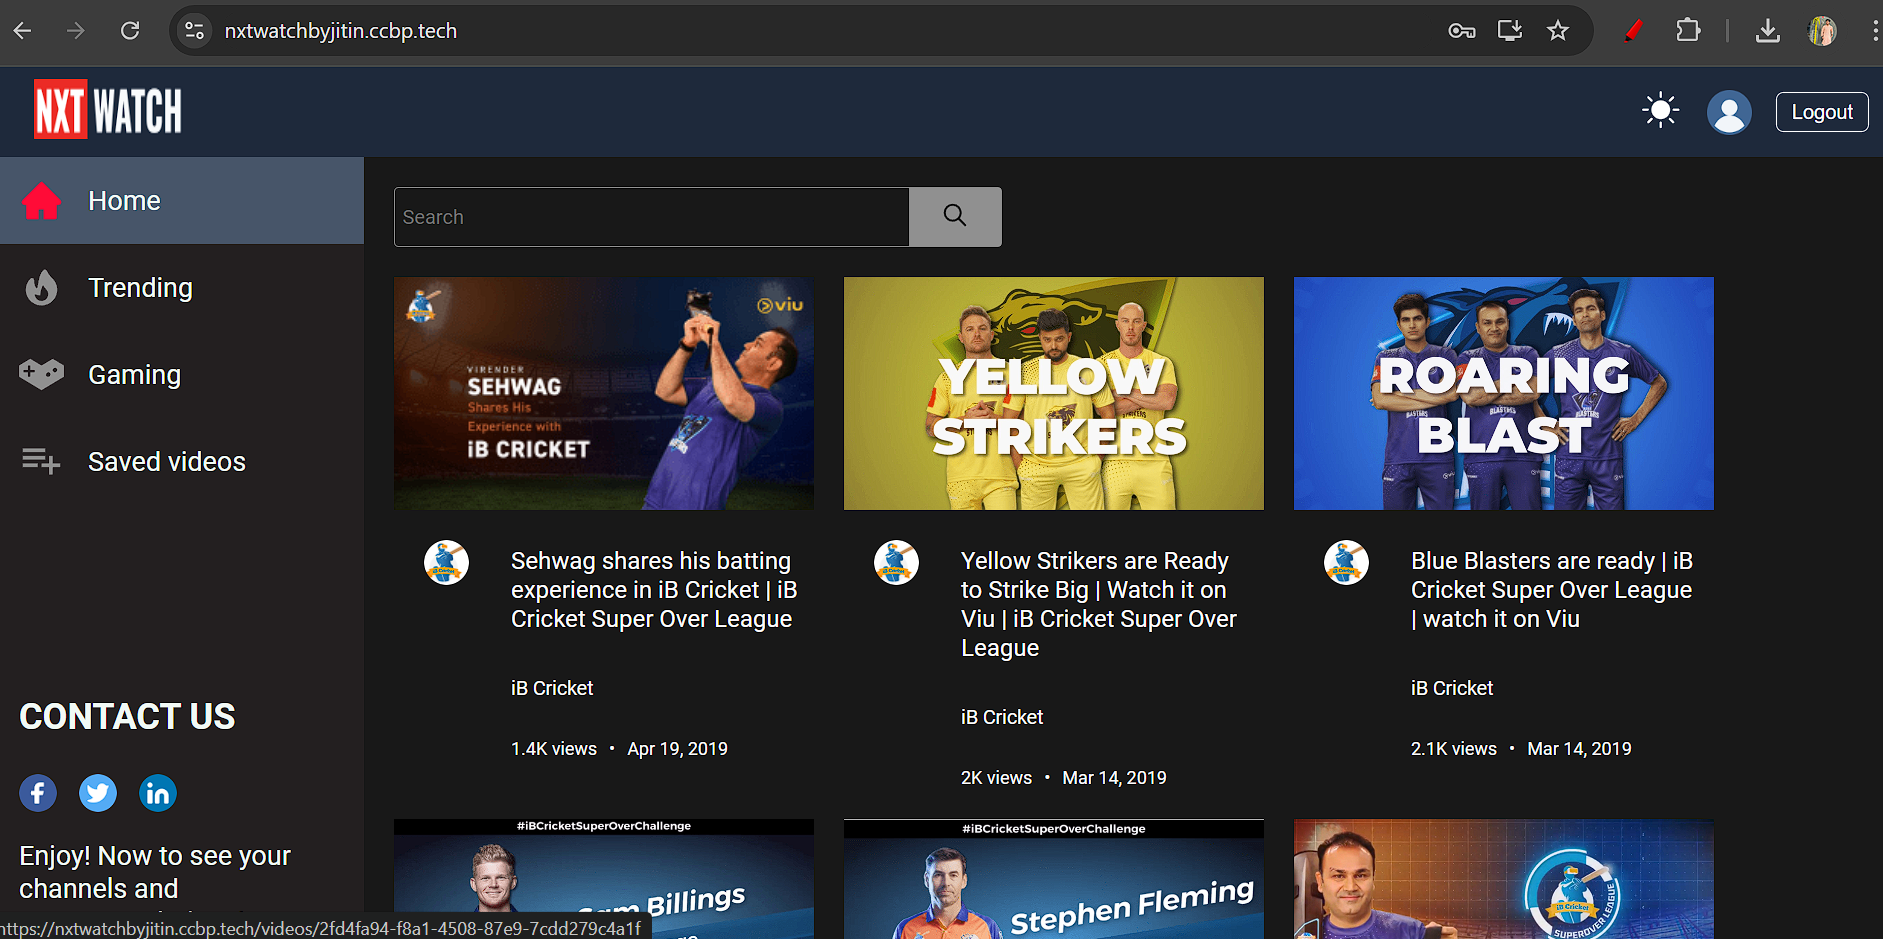 nxtwatchbyjitin.ccbp.tech
NXT WATCH
Logout
Home
Trending
Gaming
Saved videos
CONTACT US
Enjoy! Now to see your
channels and
https://nxtwatchbyjitin.ccbp.tech/videos/2fd4fa94-f8a1-4508-87e9-7cdd279c4a1f
Search
viu
VIRENDER
SEHWAG
Shares His
Experience with
iB CRICKET
Sehwag shares his batting
experience in iB Cricket | iB
Cricket Super Over League
iB Cricket
1.4K views • Apr 19, 2019
YELLOW
STRIKERS
Yellow Strikers are Ready
to Strike Big | Watch it on
Viu | iB Cricket Super Over
League
iB Cricket
2K views • Mar 14, 2019
ROARING
BLAST
BLASTERS
Blue Blasters are ready | iB
Cricket Super Over League
| watch it on Viu
iB Cricket
2.1K views • Mar 14, 2019
#iBCricketSuperOverChallenge
Sam Billings
#iBCricketSuperOverChallenge
Stephen Fleming
iB Cricket
SUPEROVER LEAGUE